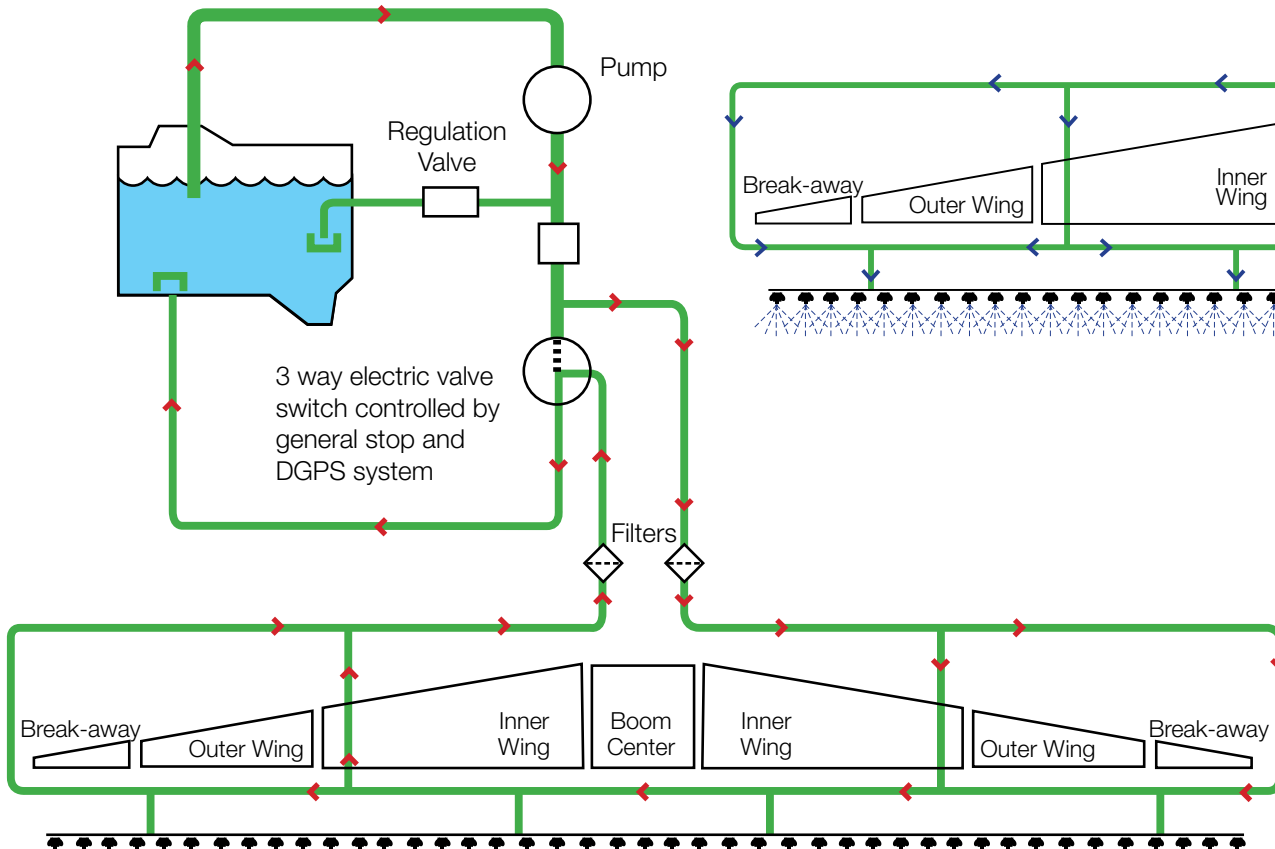 Pump
Regulation
Valve
Break-away
Outer Wing
Inner
Wing
3 way electric valve
switch controlled by
general stop and
DGPS system
Filters
Break-away
Outer Wing
Inner
Wing
Boom
Center
Inner
Wing
Outer Wing
Break-away